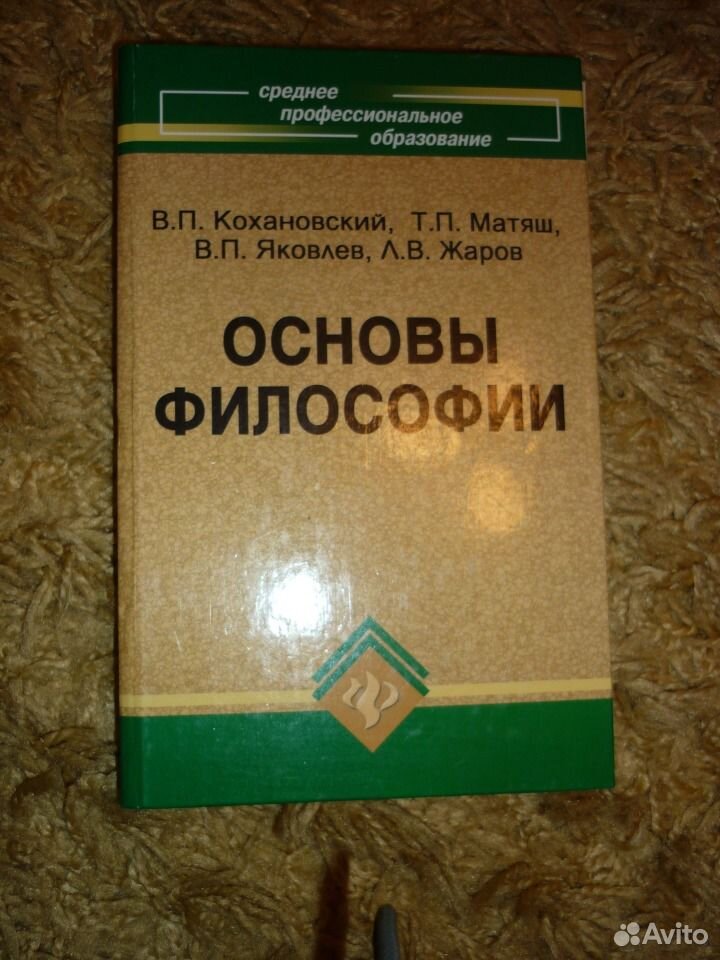 среднее
профессиональное
образование
В.П. Кохановский, Т.П. Матяш,
В.П. Яковлев, Л.В. Жаров
ОСНОВЫ
ФИЛОСОФИИ
Avito